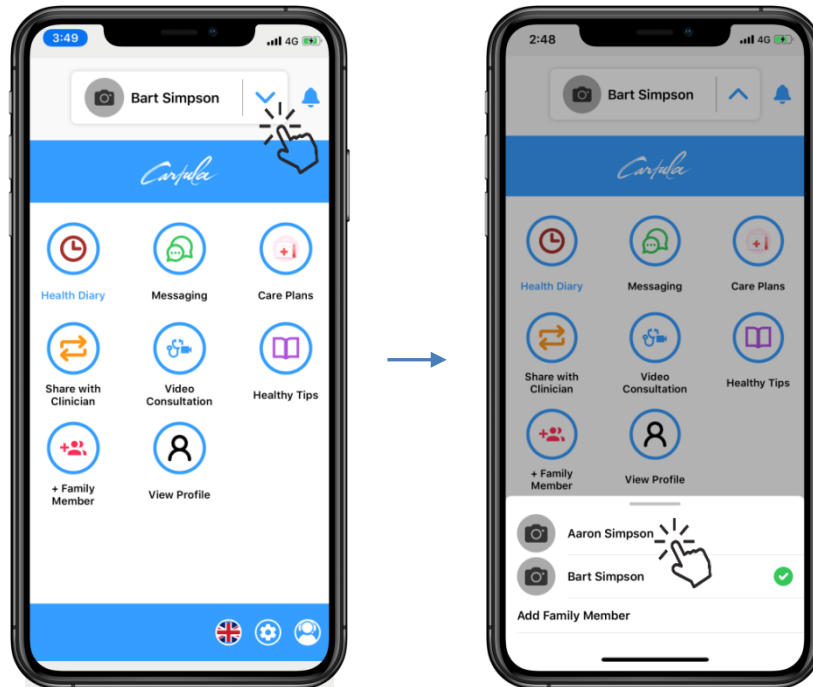 3:49
4G
Bart Simpson
Cartula
Health Diary
Messaging
Care Plans
Share with
Clinician
Video
Consultation
Healthy Tips
+ Family
Member
View Profile
2:48
4G
Bart Simpson
Cartula
Health Diary
Messaging
Care Plans
Share with
Clinician
Video
Consultation
Healthy Tips
+ Family
Member
View Profile
Aaron Simpson
Bart Simpson
Add Family Member